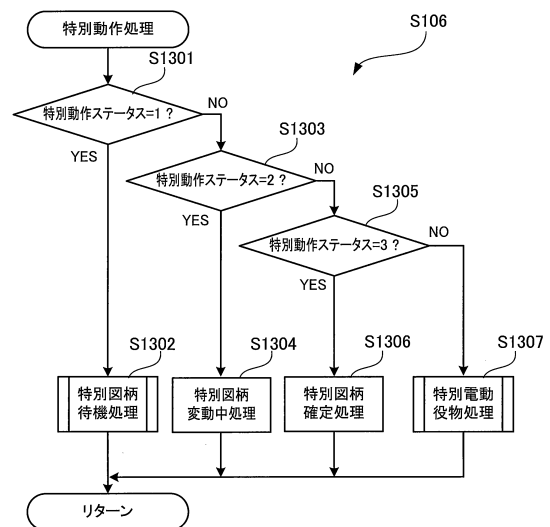 特別動作処理
S106
S1301
特別動作ステータス=1 ?
NO
YES
S1303
特別動作ステータス=2 ?
NO
YES
S1305
特別動作ステータス=3 ?
NO
YES
S1302
特別図柄
待機処理
S1304
特別図柄
変動中処理
S1306
特別図柄
確定処理
S1307
特別電動
役物処理
リターン